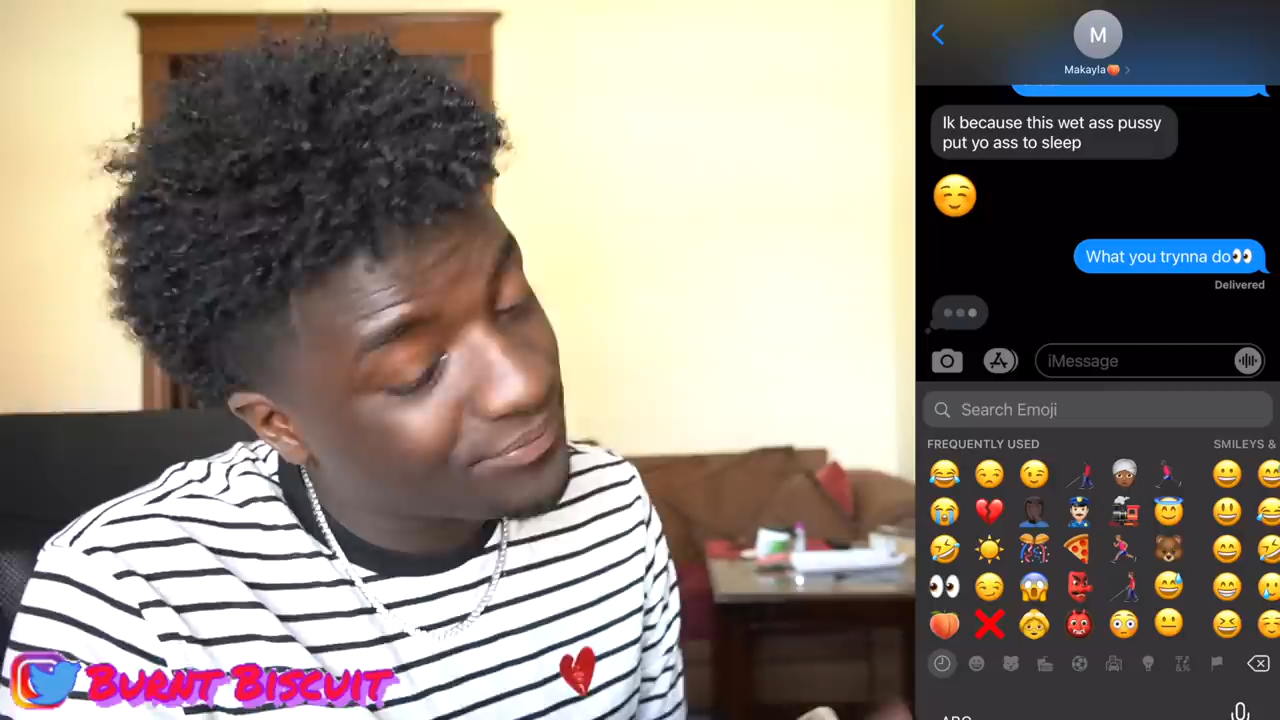 M
Makayla🍑 >
Ik because this wet ass pussy
put yo ass to sleep
☺️
What you trynna do👀
Delivered
iMessage
Search Emoji
FREQUENTLY USED
SMILEYS &
BURNT BISCUIT